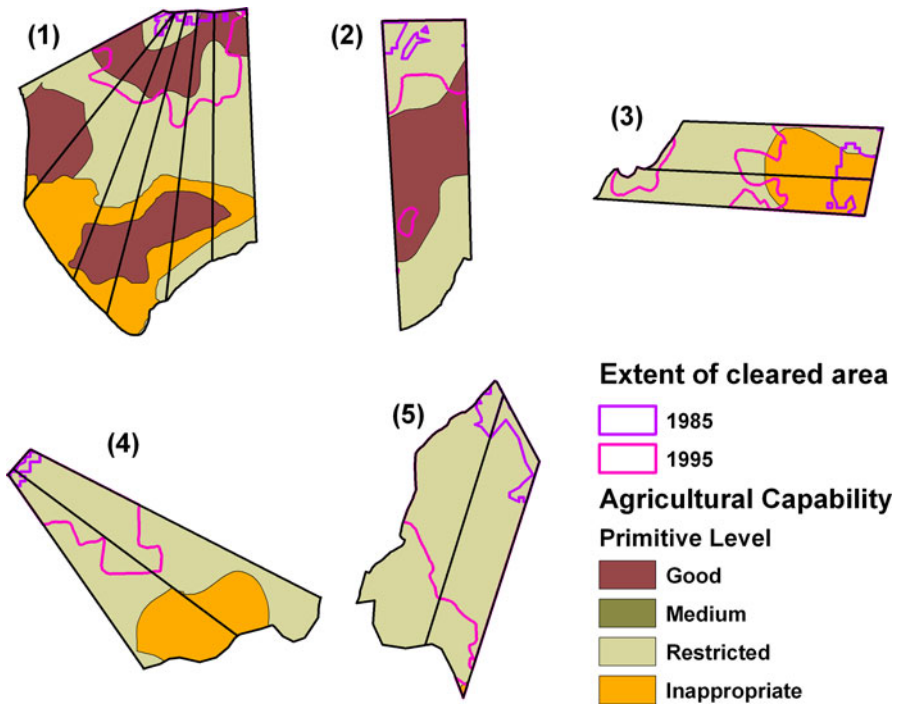 (1)
(2)
(3)
(4)
(5)
Extent of cleared area
1985
1995
Agricultural Capability
Primitive Level
Good
Medium
Restricted
Inappropriate